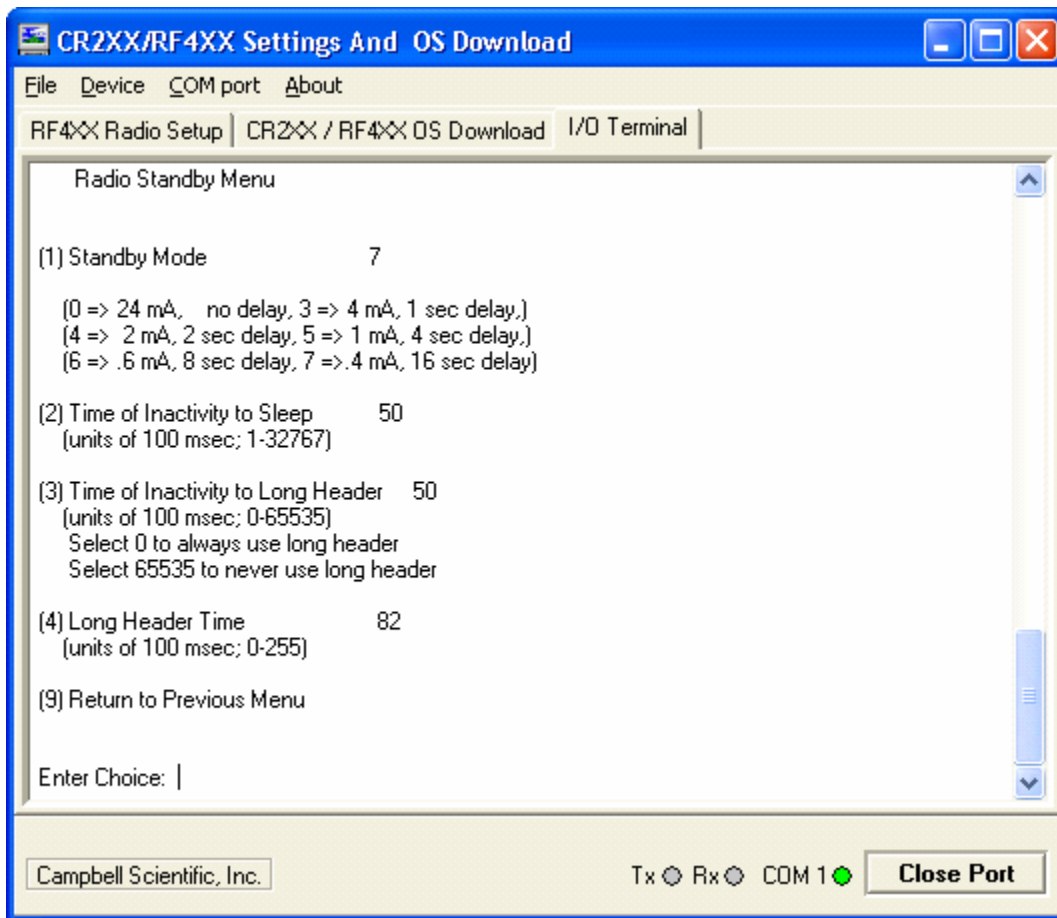 CR2XX/RF4XX Settings And OS Download
File Device COM port About
RF4XX Radio Setup CR2XX / RF4XX OS Download I/O Terminal
Radio Standby Menu
(1) Standby Mode 7
(0 => 24 mA, no delay, 3 => 4 mA, 1 sec delay,)
(4 => 2 mA, 2 sec delay, 5 => 1 mA, 4 sec delay,)
(6 => .6 mA, 8 sec delay, 7 =>.4 mA, 16 sec delay)
(2) Time of Inactivity to Sleep 50
(units of 100 msec; 1-32767)
(3) Time of Inactivity to Long Header 50
(units of 100 msec; 0-65535)
Select 0 to always use long header
Select 65535 to never use long header
(4) Long Header Time 82
(units of 100 msec; 0-255)
(9) Return to Previous Menu
Enter Choice:
Campbell Scientific, Inc. Tx Rx COM 1 Close Port